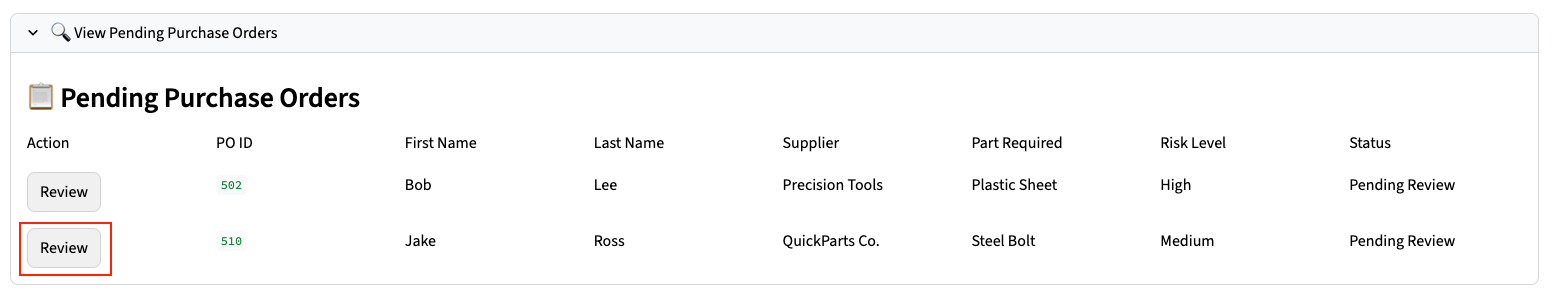 View Pending Purchase Orders
Pending Purchase Orders
Action PO ID First Name Last Name Supplier Part Required Risk Level Status
Review 502 Bob Lee Precision Tools Plastic Sheet High Pending Review
Review 510 Jake Ross QuickParts Co. Steel Bolt Medium Pending Review